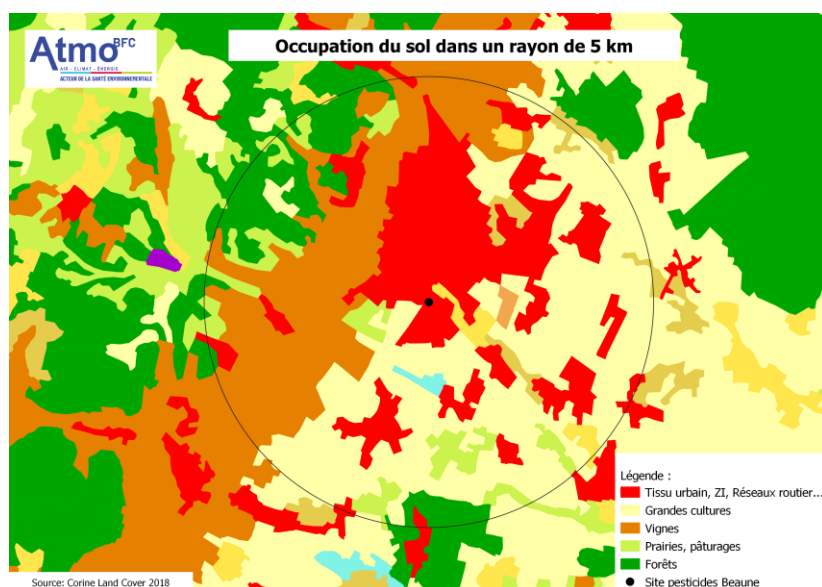 Atmo BFC
AIR - CLIMAT - ÉNERGIE
ACTEUR DE LA SANTÉ ENVIRONNEMENTALE
Occupation du sol dans un rayon de 5 km
Légende :
Tissu urbain, ZI, Réseaux routier...
Grandes cultures
Vignes
Prairies, pâturages
Forêts
Site pesticides Beaune
Source: Corine Land Cover 2018